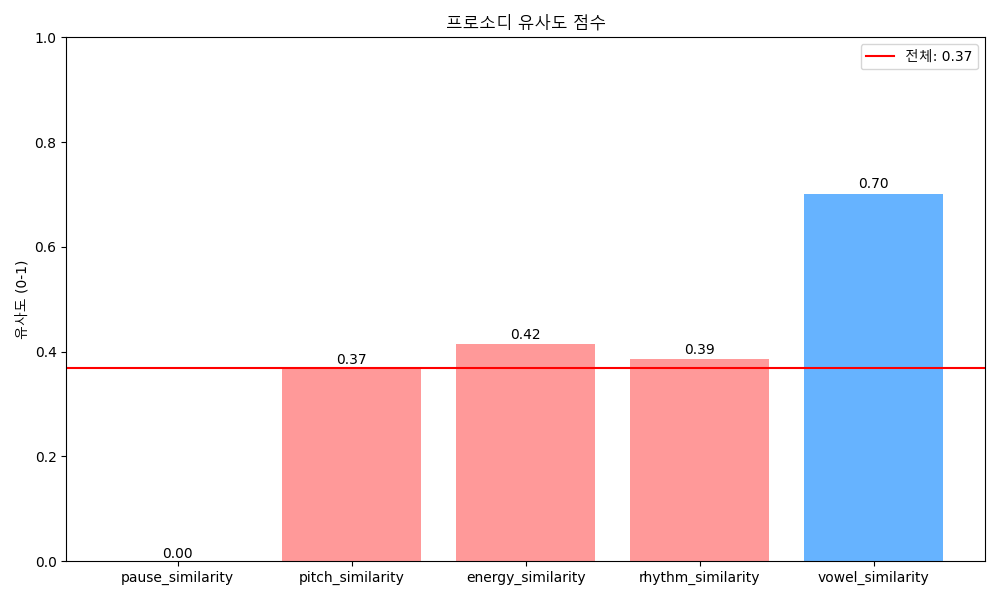 프로소디 유사도 점수
전체: 0.37
유사도 (0-1)
1.0
0.8
0.6
0.4
0.2
0.0
0.00
0.37
0.42
0.39
0.70
pause_similarity
pitch_similarity
energy_similarity
rhythm_similarity
vowel_similarity